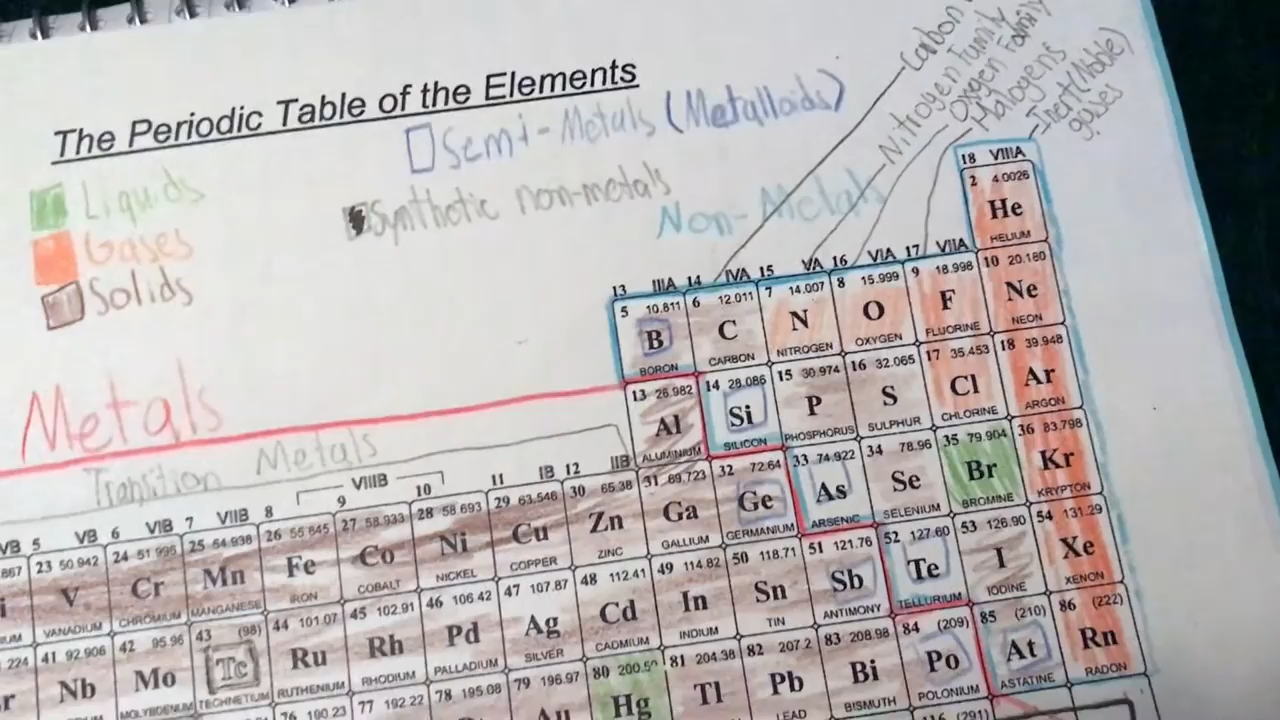 The Periodic Table of the Elements
Semi-Metals (Metalloids)
Liquids
Gases
Solids
Synthetic non-metals
Non-Metals
Carbon
Nitrogen Family
Oxygen Family
Halogens
Inert (Noble)
gases
Metals
Transition Metals
18 VIIIA
2 4.0026
He
HELIUM
13 IIIA 14 IVA 15 VA 16 VIA 17 VIIA
5 10.811 6 12.011 7 14.007 8 15.999 9 18.998 10 20.180
B C N O F Ne
BORON CARBON NITROGEN OXYGEN FLUORINE NEON
13 26.982 14 28.086 15 30.974 16 32.065 17 35.453 18 39.948
Al Si P S Cl Ar
ALUMINIUM SILICON PHOSPHORUS SULPHUR CHLORINE ARGON
VB 5 VB 6 VIB 7 VIIB 8 9 VIIIB 10 11 IB 12 IIB
23 50.942 24 51.996 25 54.938 26 55.845 27 58.933 28 58.693 29 63.546 30 65.38 31 69.723 32 72.64 33 74.922 34 78.96 35 79.904 36 83.798
V Cr Mn Fe Co Ni Cu Zn Ga Ge As Se Br Kr
VANADIUM CHROMIUM MANGANESE IRON COBALT NICKEL COPPER ZINC GALLIUM GERMANIUM ARSENIC SELENIUM BROMINE KRYPTON
224 41 92.906 42 95.96 43 (98) 44 101.07 45 102.91 46 106.42 47 107.87 48 112.41 49 114.82 50 118.71 51 121.76 52 127.60 53 126.90 54 131.29
r Nb Mo Tc Ru Rh Pd Ag Cd In Sn Sb Te I Xe
MOLYBDENUM TECHNETIUM RUTHENIUM RHODIUM PALLADIUM SILVER CADMIUM INDIUM TIN ANTIMONY TELLURIUM IODINE XENON
76 190.23 77 192.22 78 195.08 79 196.97 80 200.59 81 204.38 82 207.2 83 208.98 84 (209) 85 (210) 86 (222)
Au Hg Tl Pb Bi Po At Rn
LEAD BISMUTH POLONIUM ASTATINE RADON
116 (291)